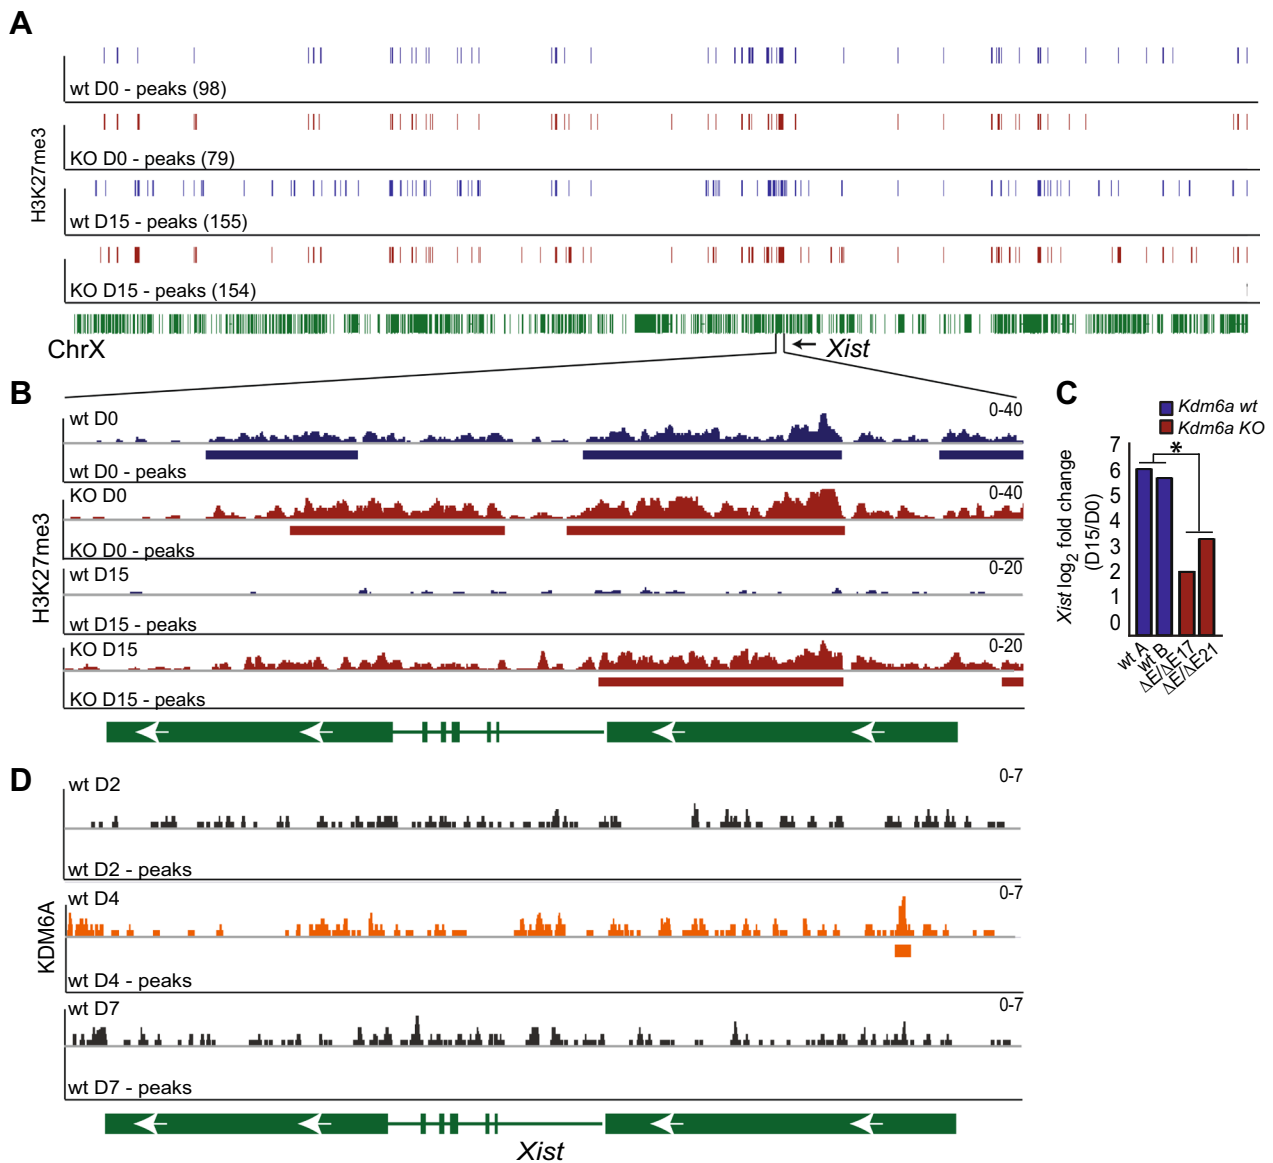 A
H3K27me3
wt D0 - peaks (98)
KO D0 - peaks (79)
wt D15 - peaks (155)
KO D15 - peaks (154)
ChrX
Xist
B
H3K27me3
wt D0
0-40
wt D0 - peaks
KO D0
0-40
KO D0 - peaks
wt D15
0-20
wt D15 - peaks
KO D15
0-20
KO D15 - peaks
C
Kdm6a wt
Kdm6a KO
*
Xist log2 fold change
(D15/D0)
7
6
5
4
3
2
1
0
wt A
wt B
ΔE/ΔE17
ΔE/ΔE21
D
KDM6A
wt D2
0-7
wt D2 - peaks
wt D4
0-7
wt D4 - peaks
wt D7
0-7
wt D7 - peaks
Xist